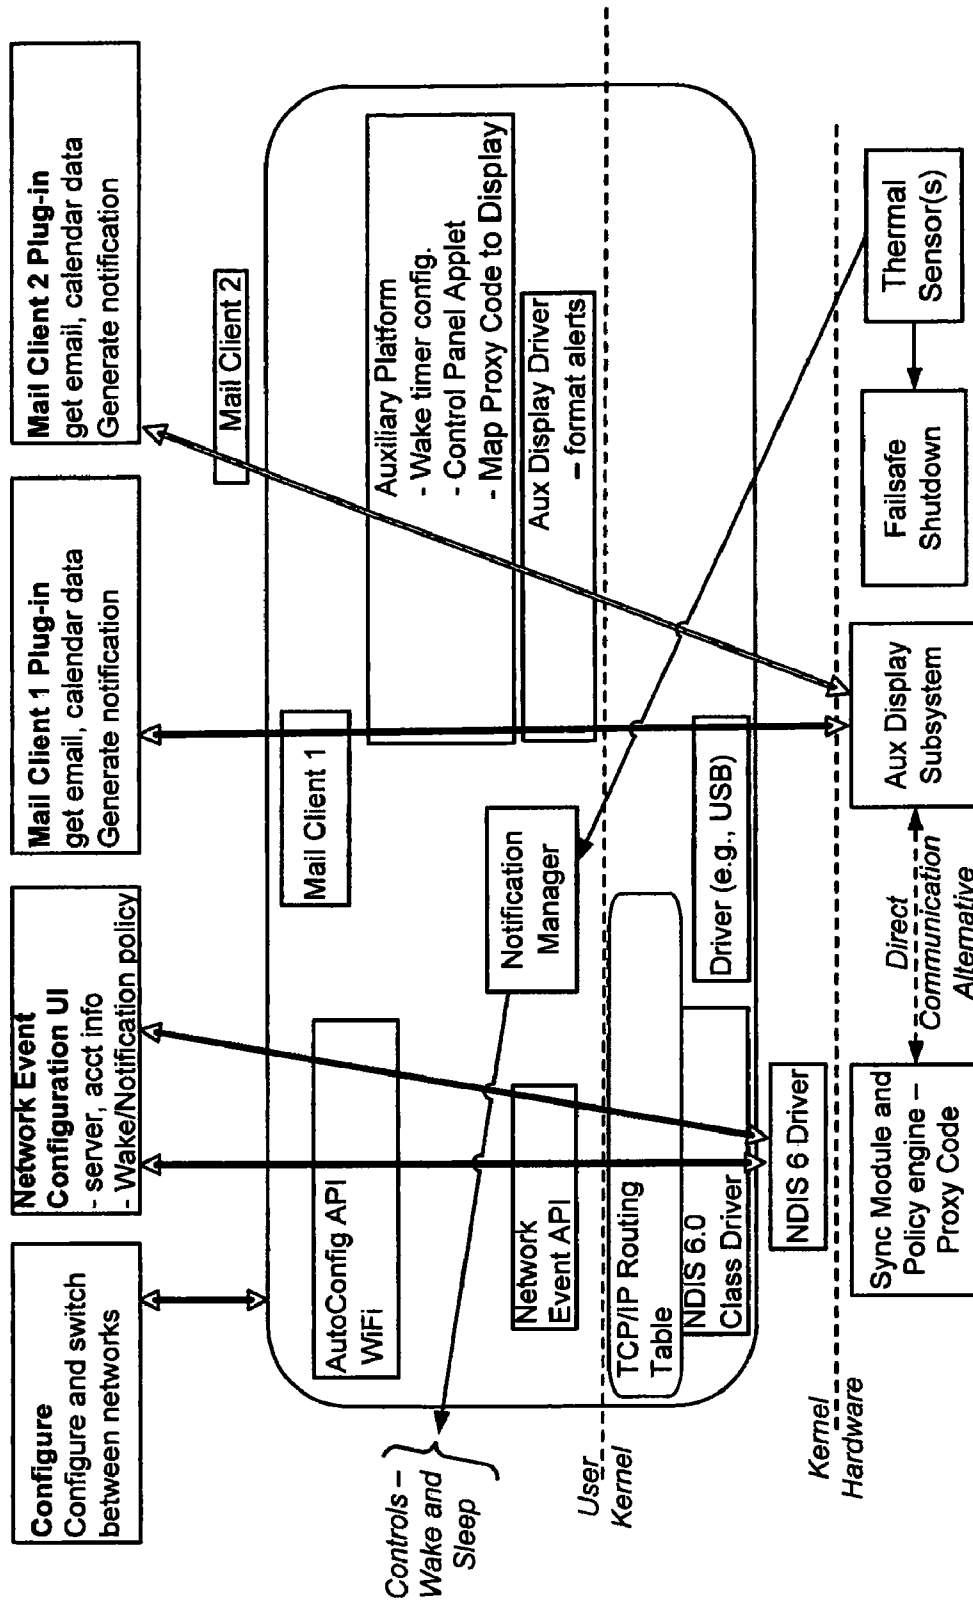 Configure
Configure and switch
between networks
Network Event
Configuration UI
- server, acct info
- Wake/Notification policy
Mail Client 1 Plug-in
get email, calendar data
Generate notification
Mail Client 2 Plug-in
get email, calendar data
Generate notification
Mail Client 2
Mail Client 1
AutoConfig API
WiFi
Auxiliary Platform
- Wake timer config.
- Control Panel Applet
- Map Proxy Code to Display
Controls –
Wake and
Sleep
Network
Event API
Notification
Manager
Aux Display Driver
– format alerts
User
Kernel
TCP/IP Routing
Table
NDIS 6.0
Class Driver
Driver (e.g., USB)
NDIS 6 Driver
Kernel
Hardware
Sync Module and
Policy engine –
Proxy Code
Direct
Communication
Alternative
Aux Display
Subsystem
Failsafe
Shutdown
Thermal
Sensor(s)